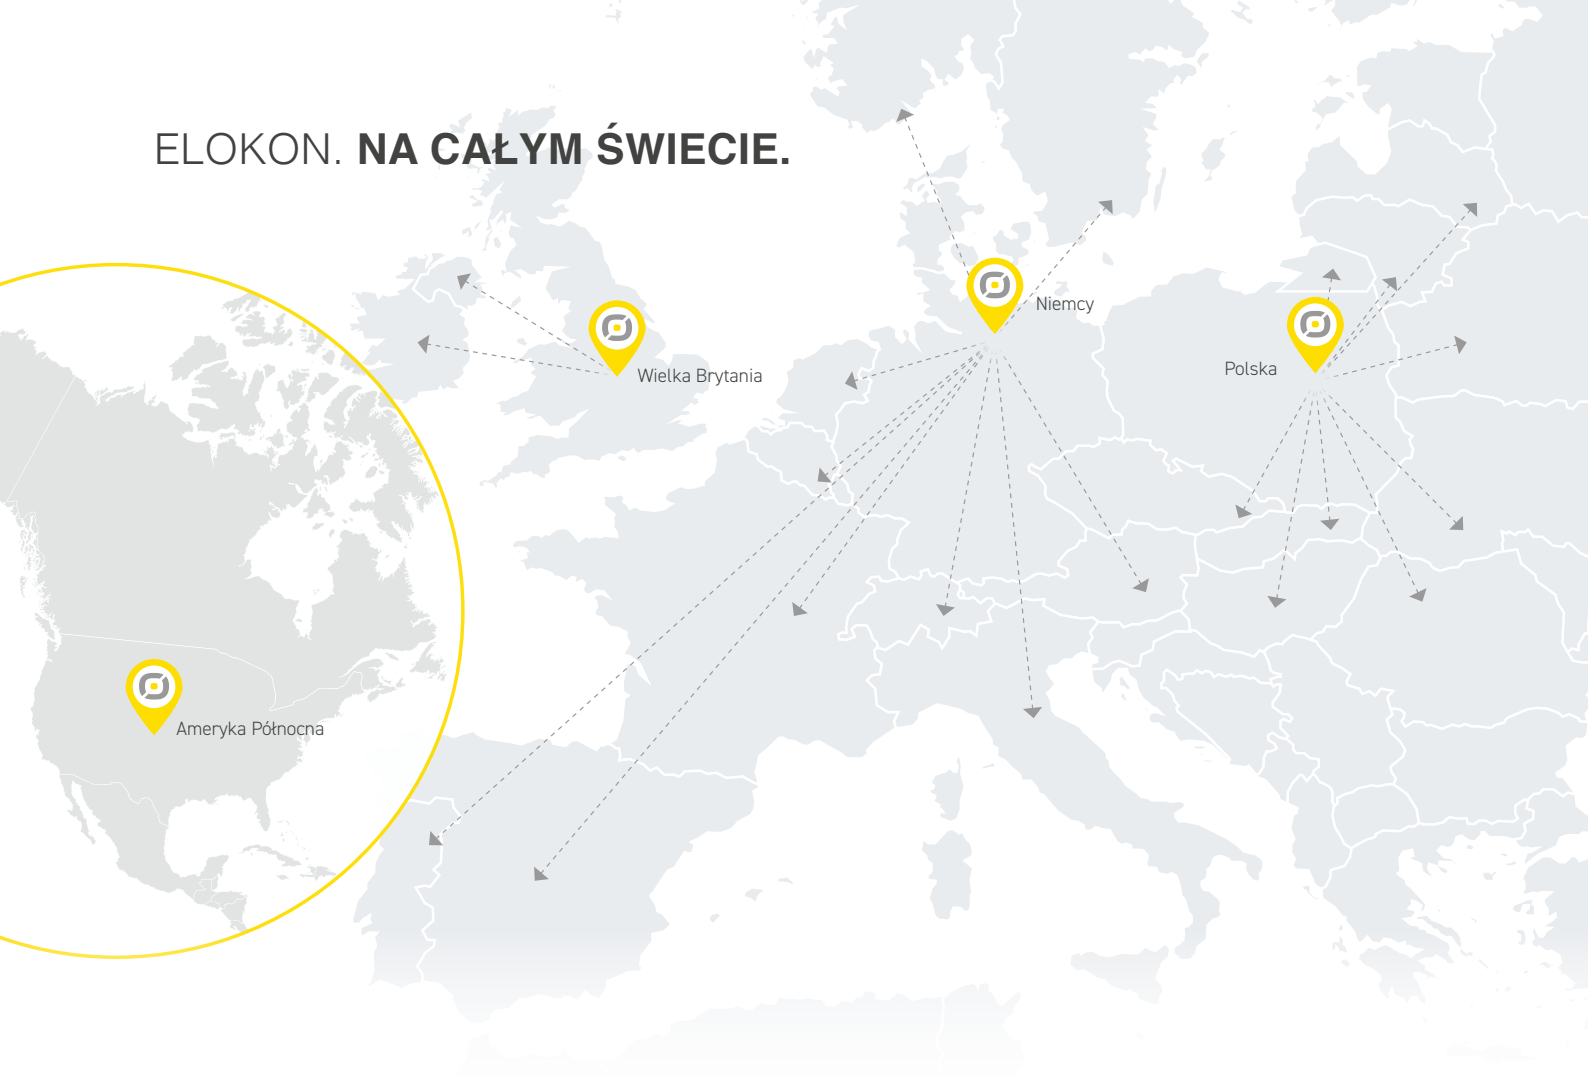 ELOKON. NA CAŁYM ŚWIECIE.
Niemcy
Wielka Brytania
Polska
Ameryka Północna